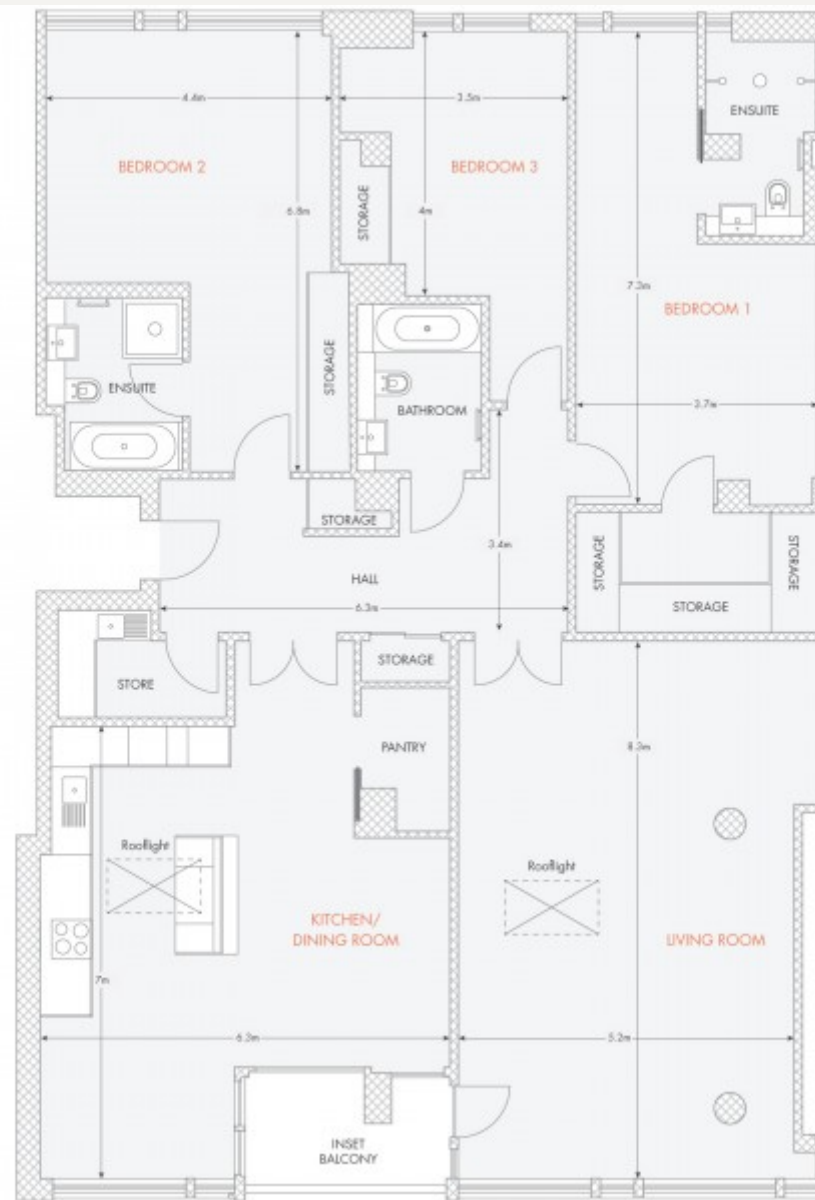 4.4m
3.5m
ENSUITE
BEDROOM 2
BEDROOM 3
STORAGE
6.8m
4m
7.3m
BEDROOM 1
STORAGE
ENSUITE
3.7m
BATHROOM
STORAGE
3.4m
STORAGE
STORAGE
HALL
6.3m
STORAGE
STORAGE
STORE
PANTRY
8.3m
Rooflight
Rooflight
KITCHEN/
DINING ROOM
LIVING ROOM
7m
6.3m
5.2m
INSET
BALCONY